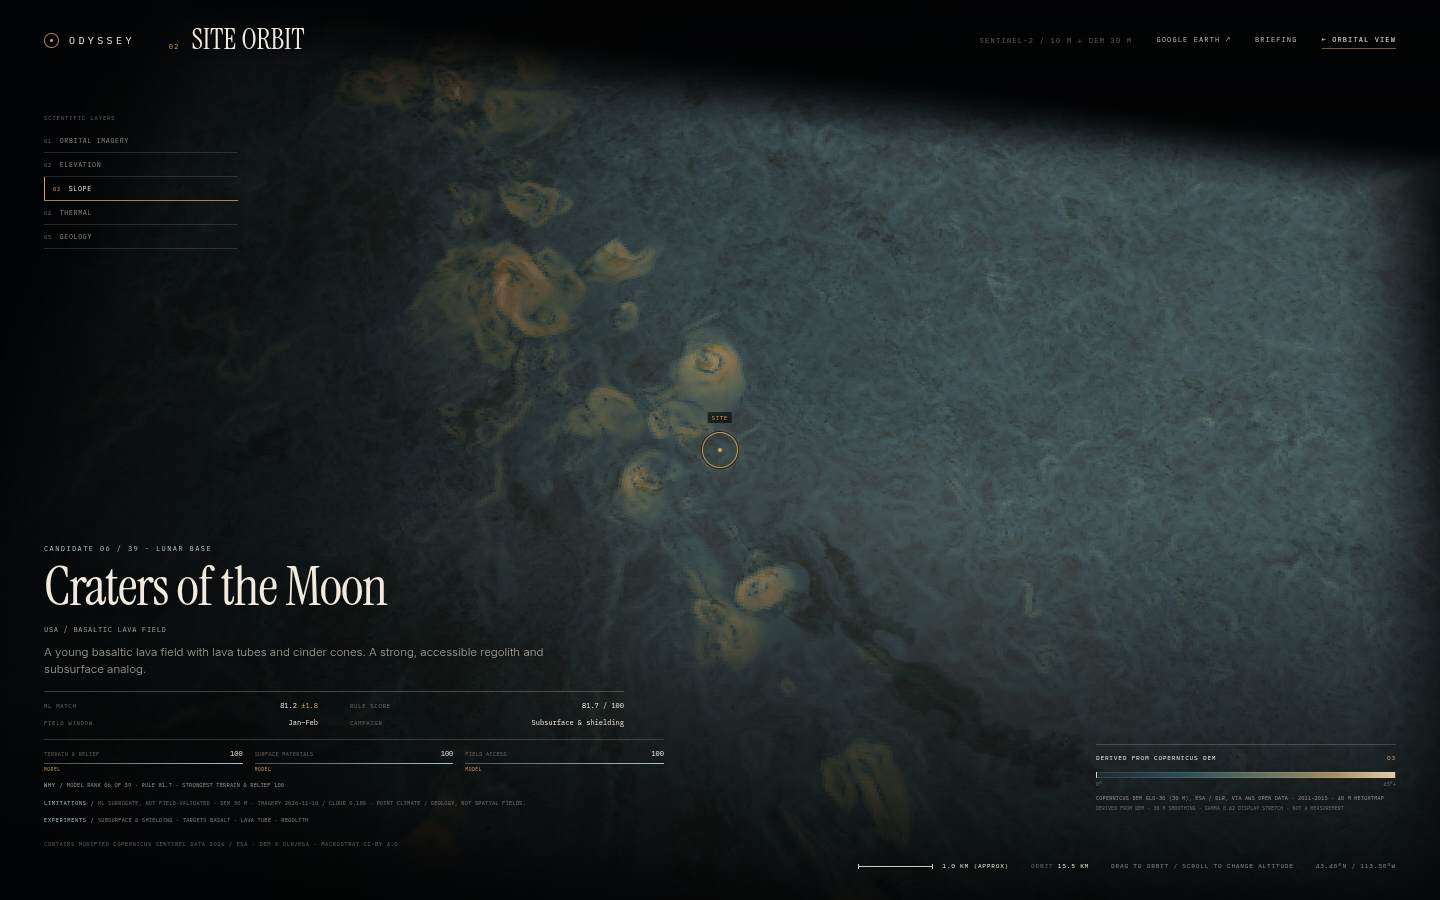 ODYSSEY
02 SITE ORBIT
SENTINEL-2 / 10 M + DEM 30 M
GOOGLE EARTH ↗
BRIEFING
← ORBITAL VIEW
SCIENTIFIC LAYERS
01 ORBITAL IMAGERY
02 ELEVATION
03 SLOPE
04 THERMAL
05 GEOLOGY
SITE
CANDIDATE 06 / 39 · LUNAR BASE
Craters of the Moon
USA / BASALTIC LAVA FIELD
A young basaltic lava field with lava tubes and cinder cones. A strong, accessible regolith and
subsurface analog.
ML MATCH 81.2 ±1.8 RULE SCORE 81.7 / 100
FIELD WINDOW Jan–Feb CAMPAIGN Subsurface & shielding
TERRAIN & RELIEF 100 SURFACE MATERIALS 100 FIELD ACCESS 100
MODEL MODEL MODEL
WHY / MODEL RANK 06 OF 39 · RULE 81.7 · STRONGEST TERRAIN & RELIEF 100
LIMITATIONS / ML SURROGATE, NOT FIELD-VALIDATED · DEM 30 M · IMAGERY 2026-11-10 / CLOUD 0.18% · POINT CLIMATE / GEOLOGY, NOT SPATIAL FIELDS.
EXPERIMENTS / SUBSURFACE & SHIELDING · TARGETS BASALT · LAVA TUBE · REGOLITH
CONTAINS MODIFIED COPERNICUS SENTINEL DATA 2026 / ESA · DEM © DLR/ESA · MACROSTRAT CC-BY 4.0
DERIVED FROM COPERNICUS DEM 03
0° 45°+
COPERNICUS DEM GLO-30 (30 M), ESA / DLR, VIA AWS OPEN DATA · 2011–2015 · 40 M HEIGHTMAP
DERIVED FROM DEM · 30 M SMOOTHING · GAMMA 0.62 DISPLAY STRETCH · NOT A MEASUREMENT
1.0 KM (APPROX)
ORBIT 15.5 KM
DRAG TO ORBIT / SCROLL TO CHANGE ALTITUDE
43.46°N / 113.56°W